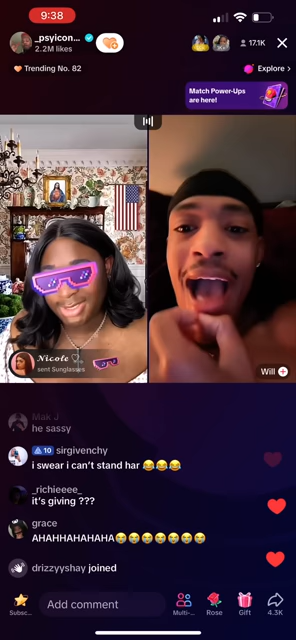 9:38
_psyicon...
2.2M likes
17.1K
Trending No. 82
Explore >
Match Power-Ups
are here!
Nicole ♡
sent Sunglasses
Will
Mak J
he sassy
10 sirgivenchy
i swear i can't stand har 😂😂😂
_richieeee_
it's giving ???
grace
AHAHHAHAHAHA😭😭😭😭😭😭😭
drizzyshay joined
Subsc...
Add comment
Multi-...
Rose
Gift
4.3K